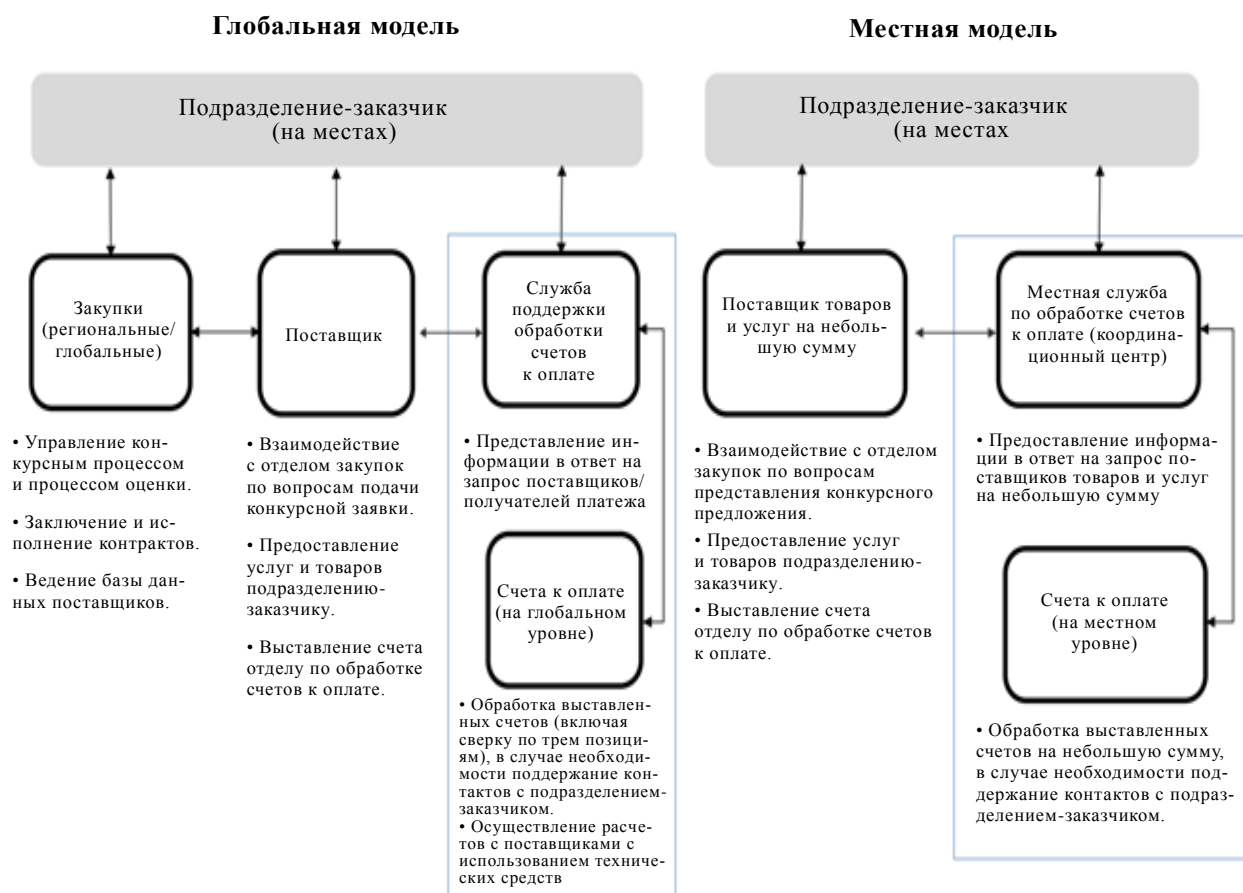 Глобальная модель
Подразделение-заказчик
(на местах)
Закупки
(региональные/
глобальные)
Поставщик
Служба
поддержки
обработки
счетов
к оплате
• Управление кон-
курсным процессом
и процессом оценки.
• Заключение и ис-
полнение контрактов.
• Ведение базы дан-
ных поставщиков.
• Взаимодействие
с отделом закупок
по вопросам подачи
конкурсной заявки.
• Предоставление
услуг и товаров
подразделению-
заказчику.
• Выставление счета
отделу по обработке
счетов к оплате.
• Представление ин-
формации в ответ на
запрос поставщиков/
получателей платежа
Счета к оплате
(на глобальном
уровне)
• Обработка выставлен-
ных счетов (включая
сверку по трем позици-
ям), в случае необходи-
мости поддержание кон-
тактов с подразделением-
заказчиком.
• Осуществление расче-
тов с поставщиками с
использованием техниче-
ских средств
Местная модель
Подразделение-заказчик
(на местах
Поставщик товаров
и услуг на неболь-
шую сумму
Местная служба
по обработке счетов
к оплате (координа-
ционный центр)
• Взаимодействие с отделом
закупок по вопросам
представления конкурсного
предложения.
• Предоставление услуг
и товаров подразделению-
заказчику.
• Выставление счета
отделу по обработке счетов
к оплате.
• Предоставление информа-
ции в ответ на запрос по-
ставщиков товаров и услуг
на небольшую сумму
Счета к оплате
(на местном
уровне)
• Обработка выставленных
счетов на небольшую сумму,
в случае необходимости под-
держание контактов с подраз-
делением-заказчиком.